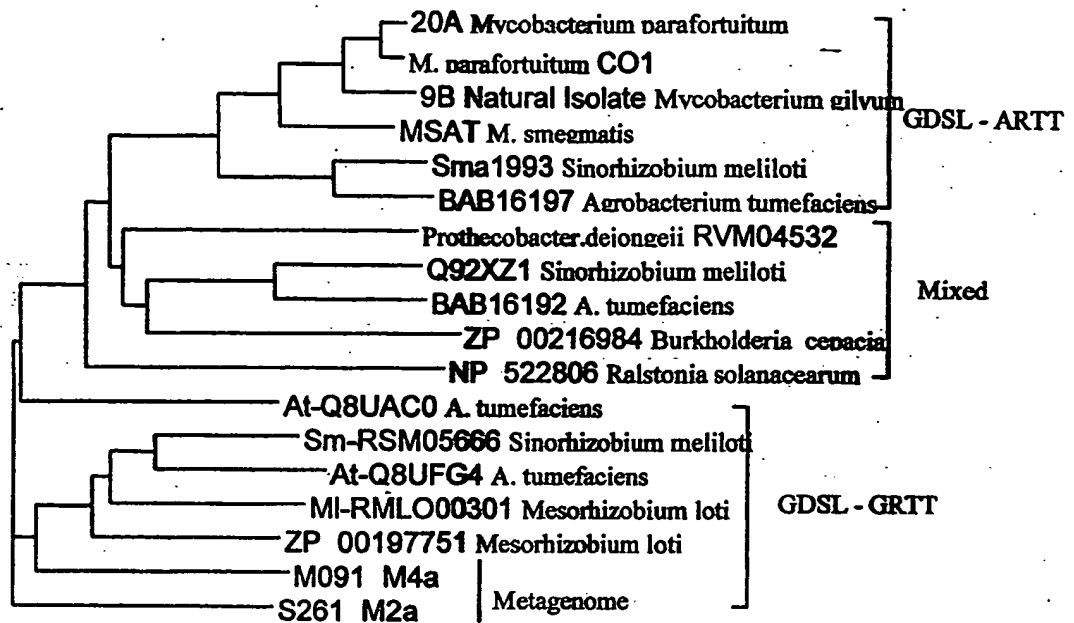 20A Mycobacterium parafortuitum
M. parafortuitum CO1
9B Natural Isolate Mycobacterium gilvum
GDSL - ARTT
MSAT M. smegmatis
Sma1993 Sinorhizobium meliloti
BAB16197 Agrobacterium tumefaciens
Prothecobacter.dejongeii RVM04532
Q92XZ1 Sinorhizobium meliloti
Mixed
BAB16192 A. tumefaciens
ZP 00216984 Burkholderia cepacia
NP 522806 Ralstonia solanacearum
At-Q8UAC0 A. tumefaciens
Sm-RSM05666 Sinorhizobium meliloti
At-Q8UFG4 A. tumefaciens
GDSL - GRTT
Ml-RMLO00301 Mesorhizobium loti
ZP 00197751 Mesorhizobium loti
M091 M4a
Metagenome
S261 M2a